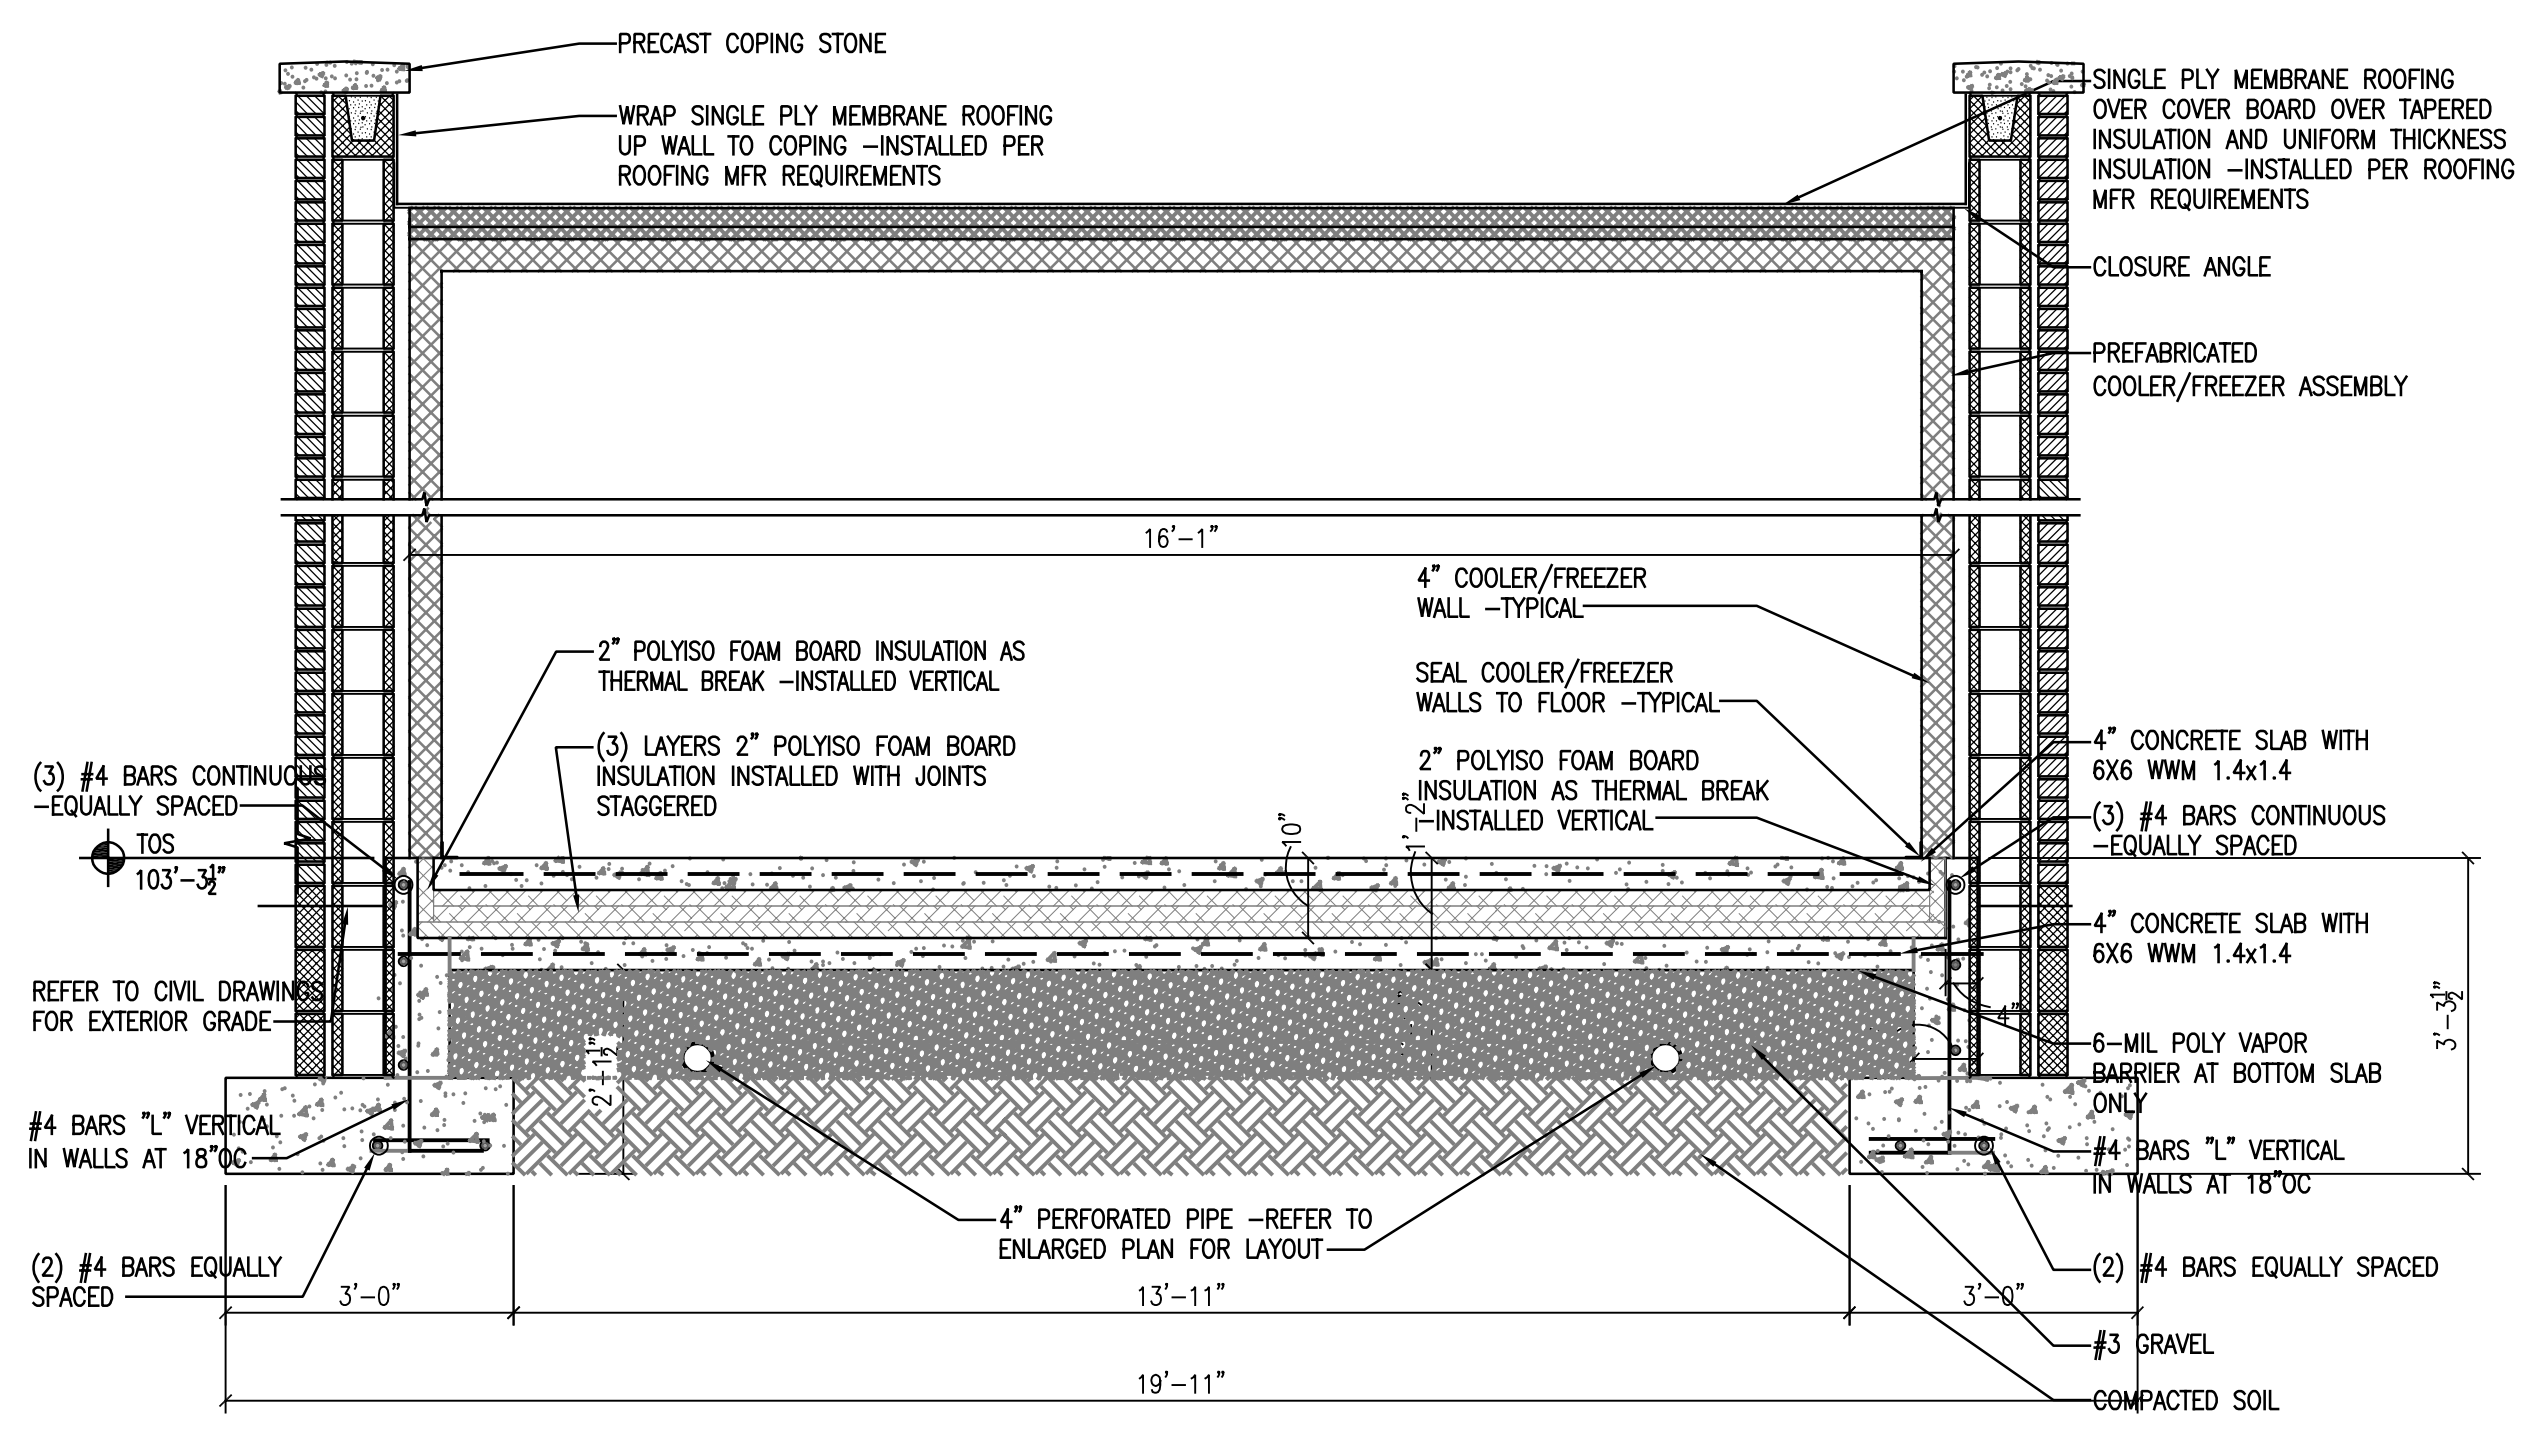 PRECAST COPING STONE
WRAP SINGLE PLY MEMBRANE ROOFING
UP WALL TO COPING -INSTALLED PER
ROOFING MFR REQUIREMENTS
SINGLE PLY MEMBRANE ROOFING
OVER COVER BOARD OVER TAPERED
INSULATION AND UNIFORM THICKNESS
INSULATION -INSTALLED PER ROOFING
MFR REQUIREMENTS
CLOSURE ANGLE
PREFABRICATED
COOLER/FREEZER ASSEMBLY
16'-1"
4" COOLER/FREEZER
WALL -TYPICAL
2" POLYISO FOAM BOARD INSULATION AS
THERMAL BREAK -INSTALLED VERTICAL
SEAL COOLER/FREEZER
WALLS TO FLOOR -TYPICAL
(3) LAYERS 2" POLYISO FOAM BOARD
INSULATION INSTALLED WITH JOINTS
STAGGERED
2" POLYISO FOAM BOARD
INSULATION AS THERMAL BREAK
-INSTALLED VERTICAL
4" CONCRETE SLAB WITH
6X6 WWM 1.4x1.4
(3) #4 BARS CONTINUOUS
-EQUALLY SPACED
(3) #4 BARS CONTINUOUS
-EQUALLY SPACED
TOS
103'-3½"
10"
1'-2"
4" CONCRETE SLAB WITH
6X6 WWM 1.4x1.4
REFER TO CIVIL DRAWINGS
FOR EXTERIOR GRADE
4"
3'-3½"
2'-1½"
6-MIL POLY VAPOR
BARRIER AT BOTTOM SLAB
ONLY
#4 BARS "L" VERTICAL
IN WALLS AT 18"OC
#4 BARS "L" VERTICAL
IN WALLS AT 18"OC
4" PERFORATED PIPE -REFER TO
ENLARGED PLAN FOR LAYOUT
(2) #4 BARS EQUALLY
SPACED
(2) #4 BARS EQUALLY SPACED
3'-0"
13'-11"
3'-0"
#3 GRAVEL
19'-11"
COMPACTED SOIL